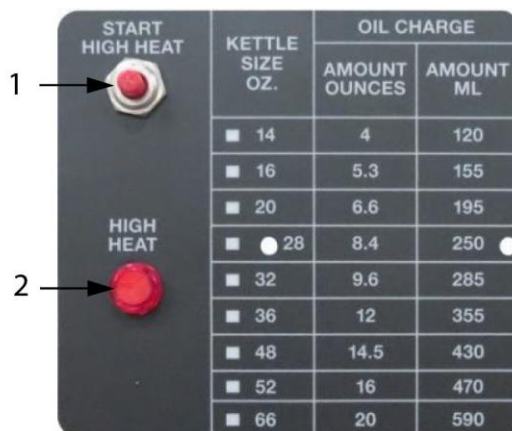 START
HIGH HEAT
1
HIGH
HEAT
2
KETTLE
SIZE
OZ.
OIL CHARGE
AMOUNT
OUNCES
AMOUNT
ML
14 4 120
16 5.3 155
20 6.6 195
28 8.4 250
32 9.6 285
36 12 355
48 14.5 430
52 16 470
66 20 590